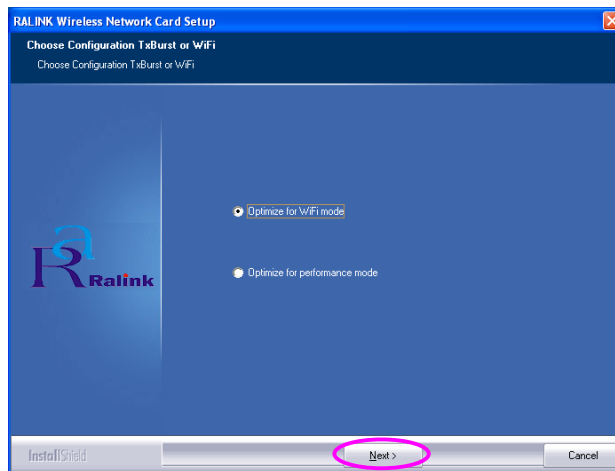 RALINK Wireless Network Card Setup
Choose Configuration TxBurst or WiFi
Choose Configuration TxBurst or WiFi
Optimize for WiFi mode
Ralink
Optimize for performance mode
InstallShield
Next >
Cancel